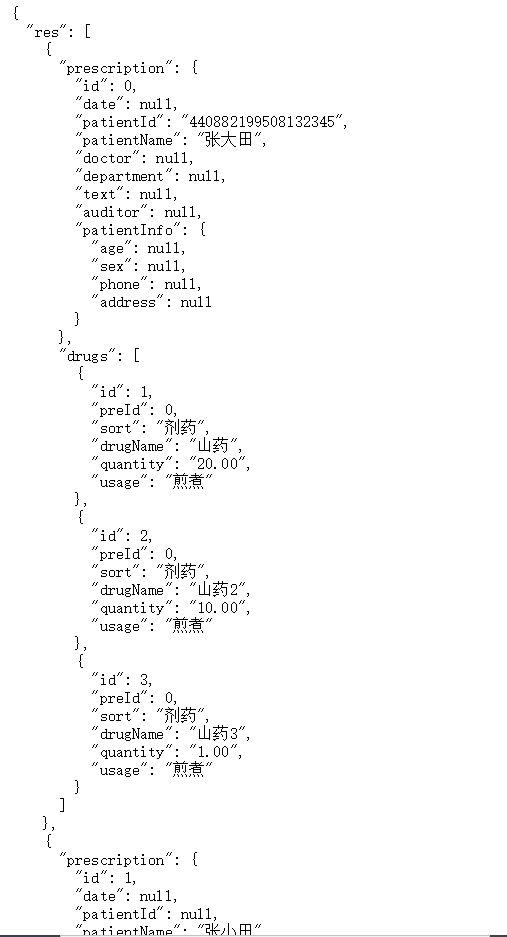 {
"res": [
{
"prescription": {
"id": 0,
"date": null,
"patientId": "440882199508132345",
"patientName": "张大田",
"doctor": null,
"department": null,
"text": null,
"auditor": null,
"patientInfo": {
"age": null,
"sex": null,
"phone": null,
"address": null
}
},
"drugs": [
{
"id": 1,
"preId": 0,
"sort": "剂药",
"drugName": "山药",
"quantity": "20.00",
"usage": "煎煮"
},
{
"id": 2,
"preId": 0,
"sort": "剂药",
"drugName": "山药2",
"quantity": "10.00",
"usage": "煎煮"
},
{
"id": 3,
"preId": 0,
"sort": "剂药",
"drugName": "山药3",
"quantity": "1.00",
"usage": "煎煮"
}
]
},
{
"prescription": {
"id": 1,
"date": null,
"patientId": null,
"patientName": "张小田"